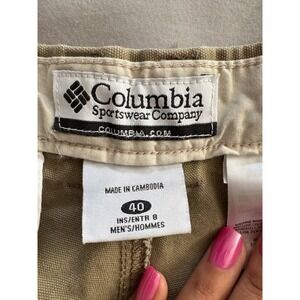 Columbia
Sportswear Company
COLUMBIA.COM
MADE IN CAMBODIA
40
INS/ENTR 8
MEN'S/HOMMES